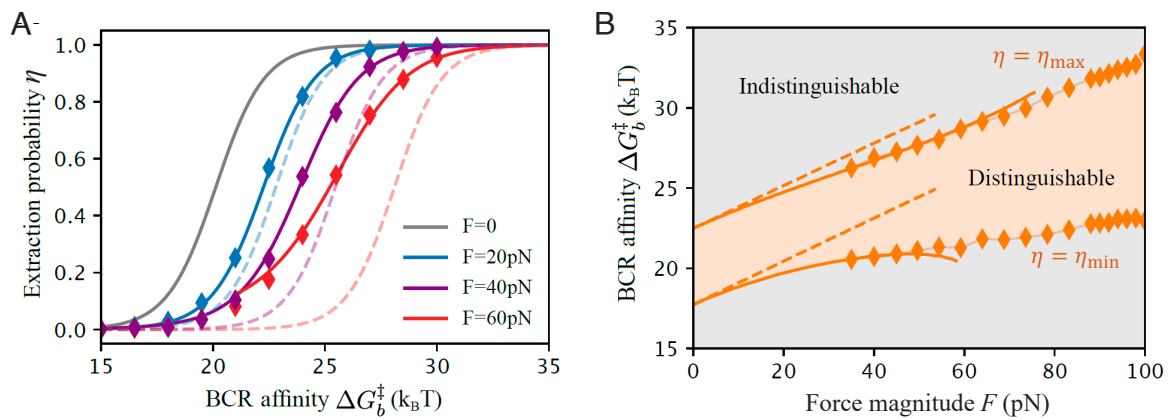 A-
Extraction probability η
1.0
0.8
0.6
0.4
0.2
0.0
F=0
F=20pN
F=40pN
F=60pN
15 20 25 30 35
BCR affinity ΔG‡b (kBT)
B
BCR affinity ΔG‡b (kBT)
35
30
25
20
15
Indistinguishable
η = ηmax
Distinguishable
η = ηmin
0 20 40 60 80 100
Force magnitude F (pN)